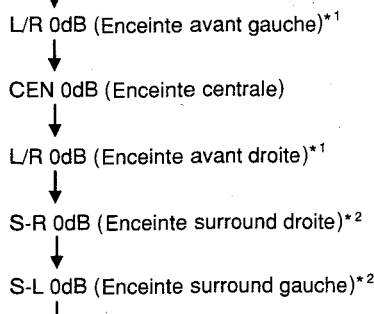 L/R 0dB (Enceinte avant gauche)*1
CEN 0dB (Enceinte centrale)
L/R 0dB (Enceinte avant droite)*1
S-R 0dB (Enceinte surround droite)*2
S-L 0dB (Enceinte surround gauche)*2